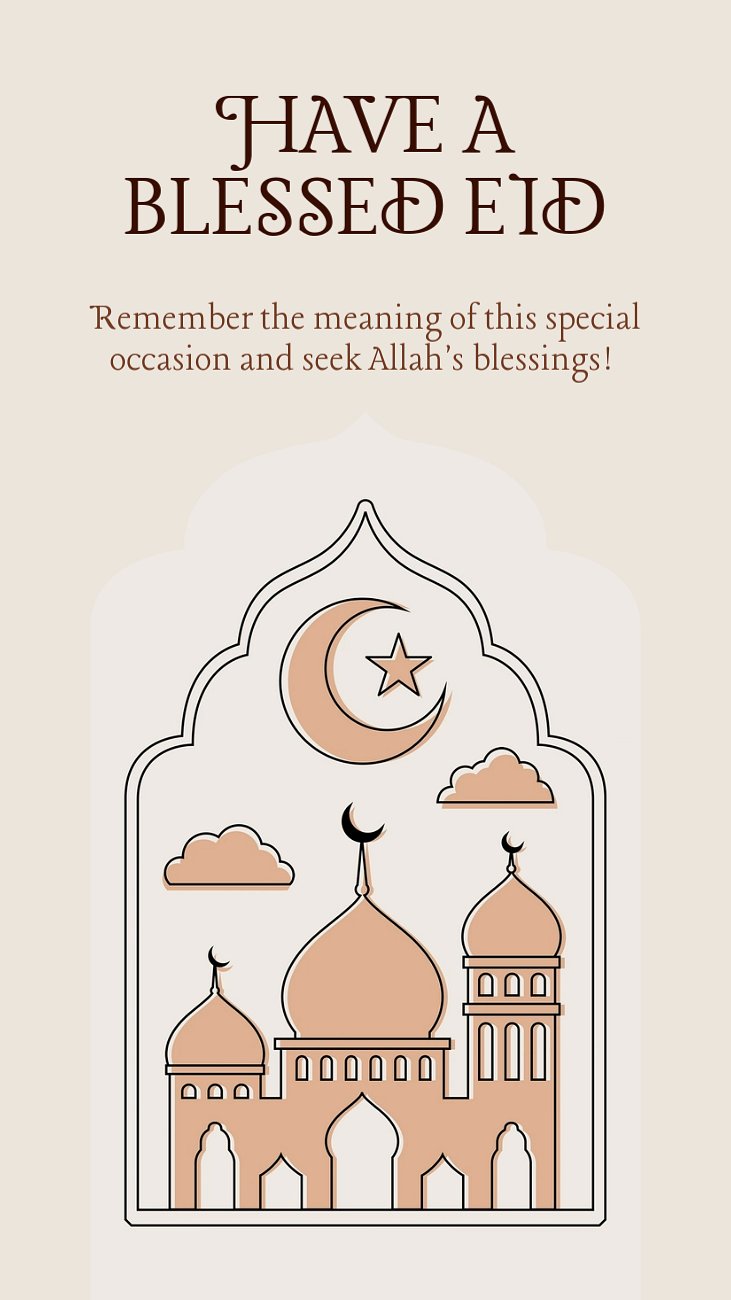 HAVE A
BLESSED EID
Remember the meaning of this special
occasion and seek Allah's blessings!